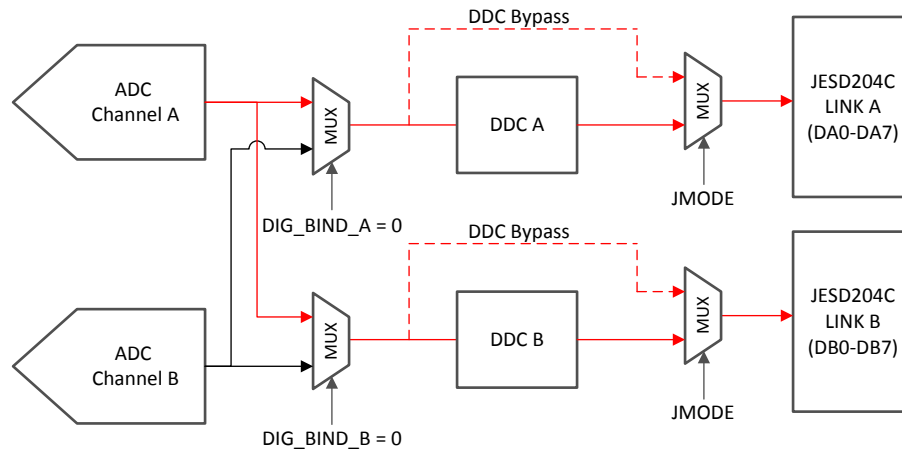 DDC Bypass
ADC
Channel A
MUX
DDC A
MUX
JESD204C
LINK A
(DA0-DA7)
DIG_BIND_A = 0
JMODE
DDC Bypass
ADC
Channel B
MUX
DDC B
MUX
JESD204C
LINK B
(DB0-DB7)
DIG_BIND_B = 0
JMODE